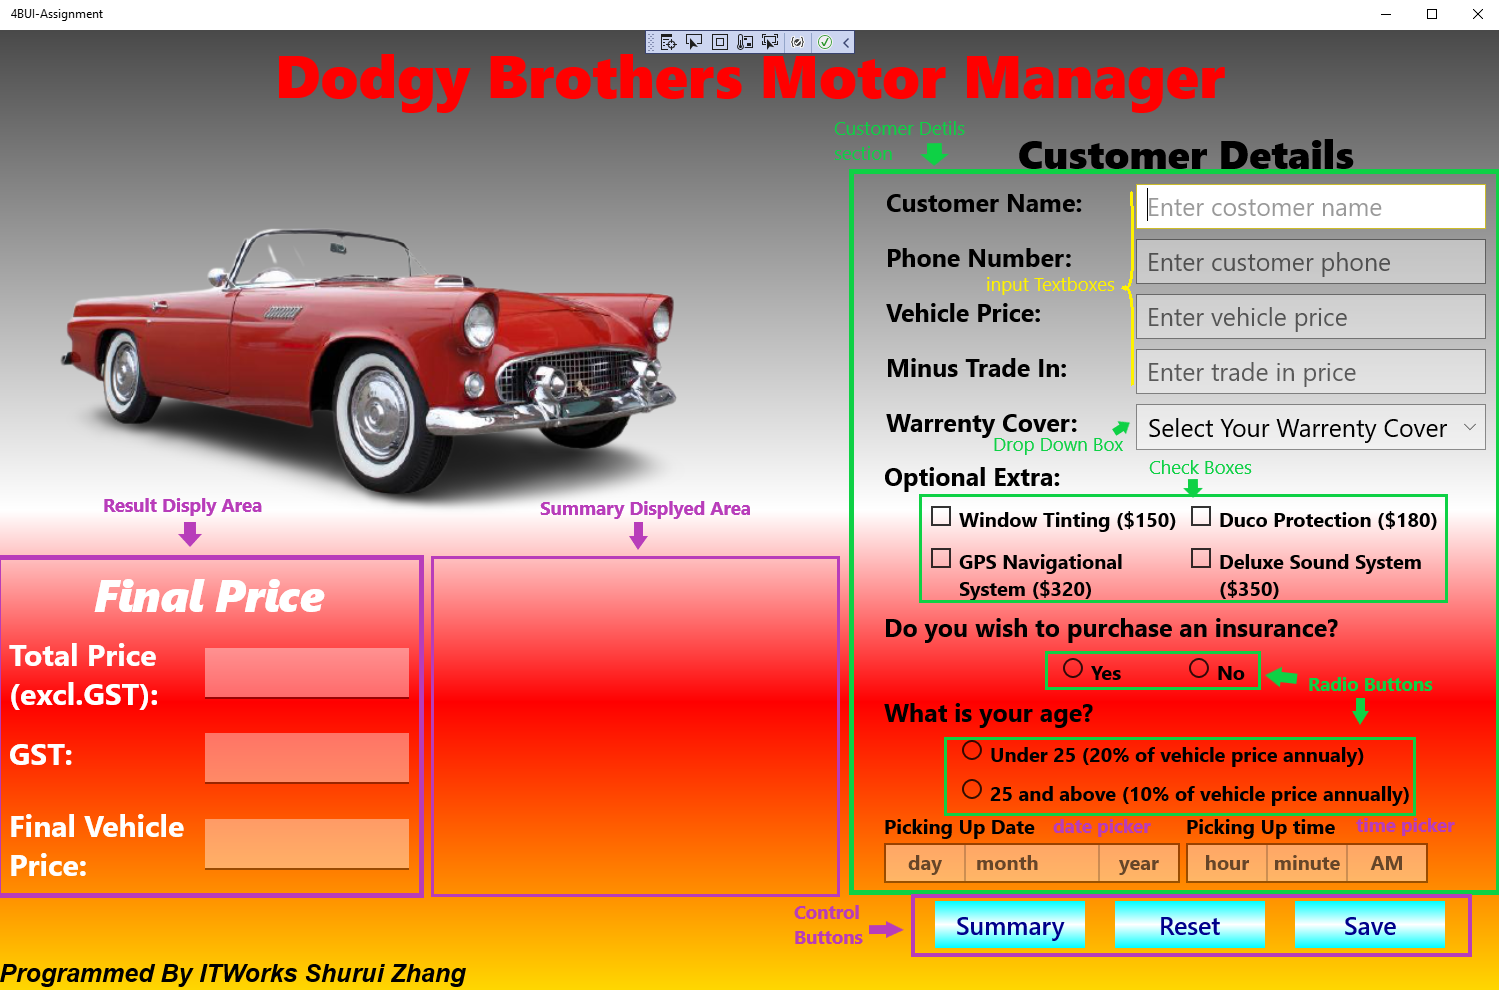 4BUI-Assignment
Dodgy Brothers Motor Manager
Customer Detils
section
Customer Details
Customer Name:
Enter costomer name
Phone Number:
Enter customer phone
input Textboxes
Vehicle Price:
Enter vehicle price
Minus Trade In:
Enter trade in price
Warrenty Cover:
Select Your Warrenty Cover
Drop Down Box
Optional Extra:
Check Boxes
Window Tinting ($150)
Duco Protection ($180)
GPS Navigational
System ($320)
Deluxe Sound System
($350)
Do you wish to purchase an insurance?
Yes
No
Radio Buttons
What is your age?
Under 25 (20% of vehicle price annualy)
25 and above (10% of vehicle price annually)
Picking Up Date
date picker
Picking Up time
time picker
day
month
year
hour
minute
AM
Result Disply Area
Summary Displyed Area
Final Price
Total Price
(excl.GST):
GST:
Final Vehicle
Price:
Control
Buttons
Summary
Reset
Save
Programmed By ITWorks Shurui Zhang